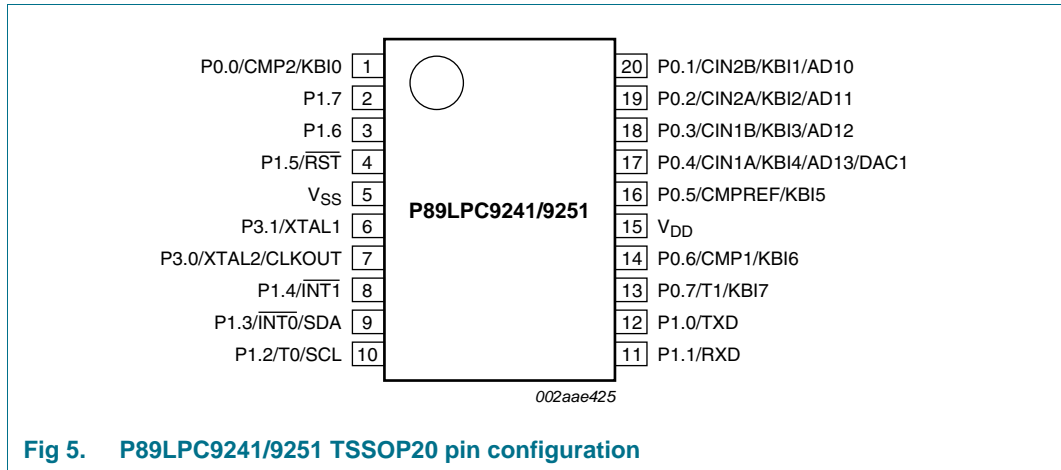 P0.0/CMP2/KBI0 1 20 P0.1/CIN2B/KBI1/AD10
P1.7 2 19 P0.2/CIN2A/KBI2/AD11
P1.6 3 18 P0.3/CIN1B/KBI3/AD12
P1.5/R̅S̅T̅ 4 17 P0.4/CIN1A/KBI4/AD13/DAC1
VSS 5 16 P0.5/CMPREF/KBI5
P89LPC9241/9251
P3.1/XTAL1 6 15 VDD
P3.0/XTAL2/CLKOUT 7 14 P0.6/CMP1/KBI6
P1.4/I̅N̅T̅1̅ 8 13 P0.7/T1/KBI7
P1.3/I̅N̅T̅0̅/SDA 9 12 P1.0/TXD
P1.2/T0/SCL 10 11 P1.1/RXD
002aae425
Fig 5. P89LPC9241/9251 TSSOP20 pin configuration